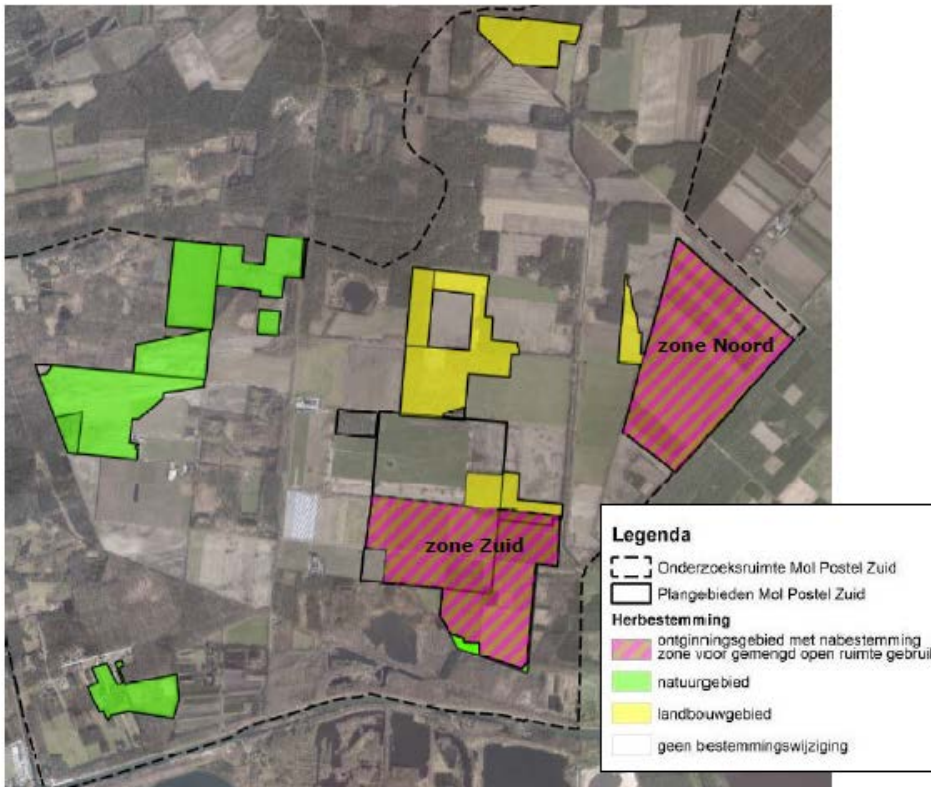 zone Noord
zone Zuid
Legenda
Onderzoeksruimte Mol Postel Zuid
Plangebieden Mol Postel Zuid
Herbestemming
ontginningsgebied met nabestemming
zone voor gemengd open ruimte gebruik
natuurgebied
landbouwgebied
geen bestemmingswijziging